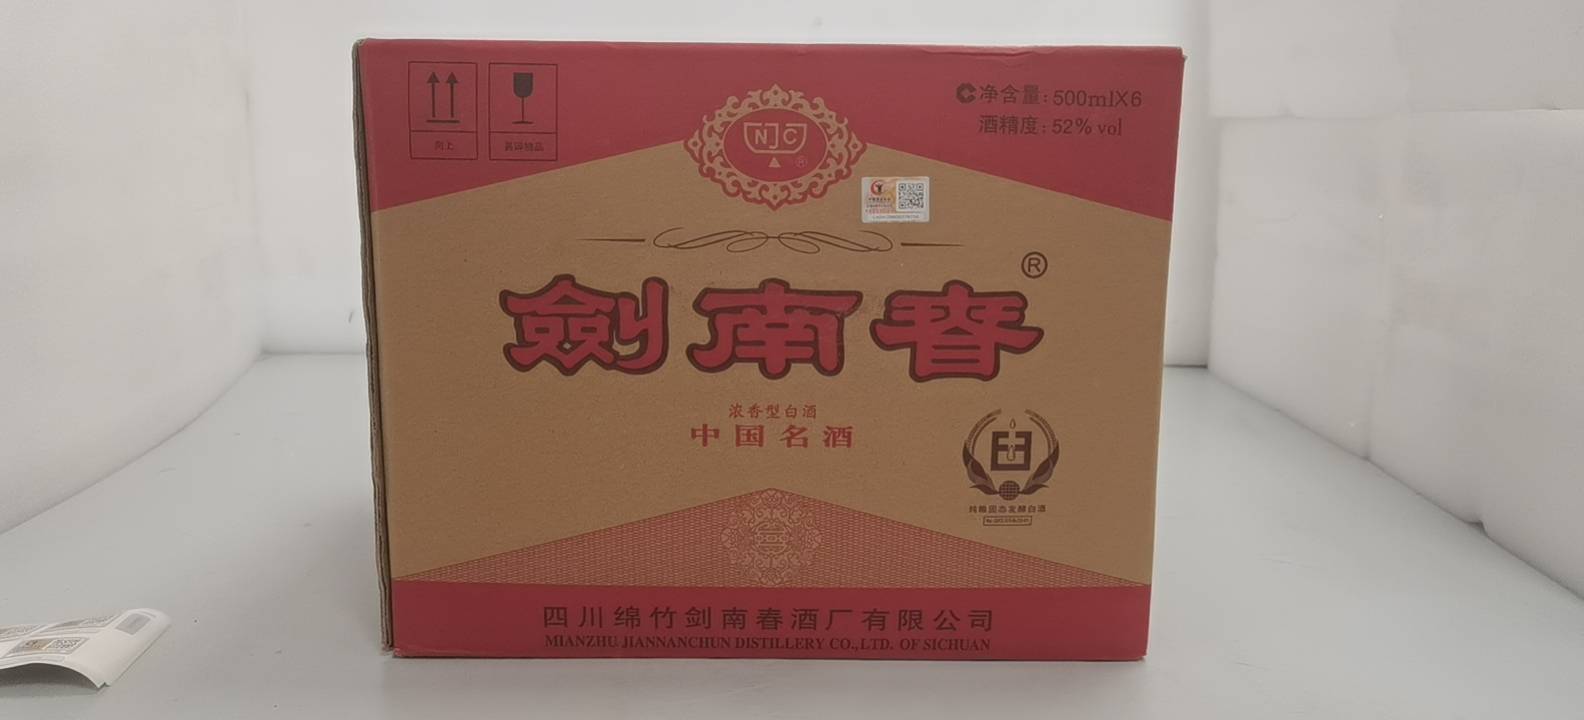 向上
易碎物品
NJC
®
C净含量: 500mlX6
酒精度: 52% vol
劍南春®
浓香型白酒
中国名酒
纯粮固态发酵白酒
四川绵竹剑南春酒厂有限公司
MIANZHU JIANNANCHUN DISTILLERY CO.,LTD. OF SICHUAN